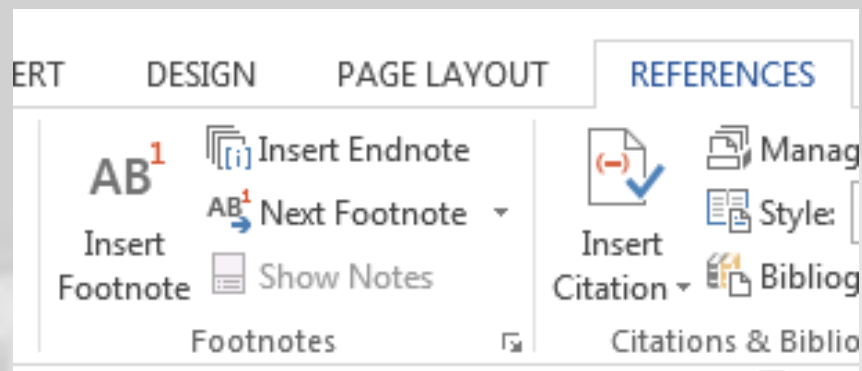 ERT DESIGN PAGE LAYOUT REFERENCES
AB1
Insert
Footnote
[i] Insert Endnote
AB1 Next Footnote
Show Notes
Footnotes
(-)
Insert
Citation
Manag
Style:
Bibliog
Citations & Biblio